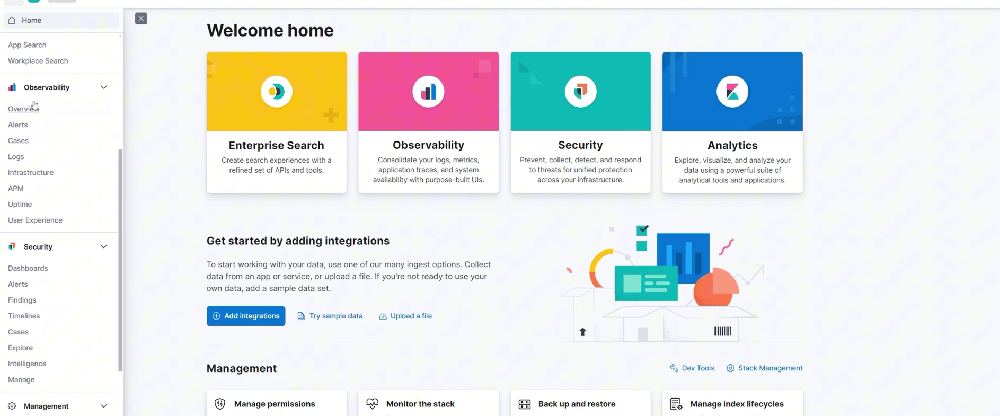 Home
App Search
Workplace Search
Observability
Overview
Alerts
Cases
Logs
Infrastructure
APM
Uptime
User Experience
Security
Dashboards
Alerts
Findings
Timelines
Cases
Explore
Intelligence
Manage
Management
Welcome home
Enterprise Search
Create search experiences with a
refined set of APIs and tools.
Observability
Consolidate your logs, metrics,
application traces, and system
availability with purpose-built UIs.
Security
Prevent, collect, detect, and respond
to threats for unified protection
across your infrastructure.
Analytics
Explore, visualize, and analyze your
data using a powerful suite of
analytical tools and applications.
Get started by adding integrations
To start working with your data, use one of our many ingest options. Collect
data from an app or service, or upload a file. If you're not ready to use your
own data, add a sample data set.
Add integrations Try sample data Upload a file
Management Dev Tools Stack Management
Manage permissions Monitor the stack Back up and restore Manage index lifecycles